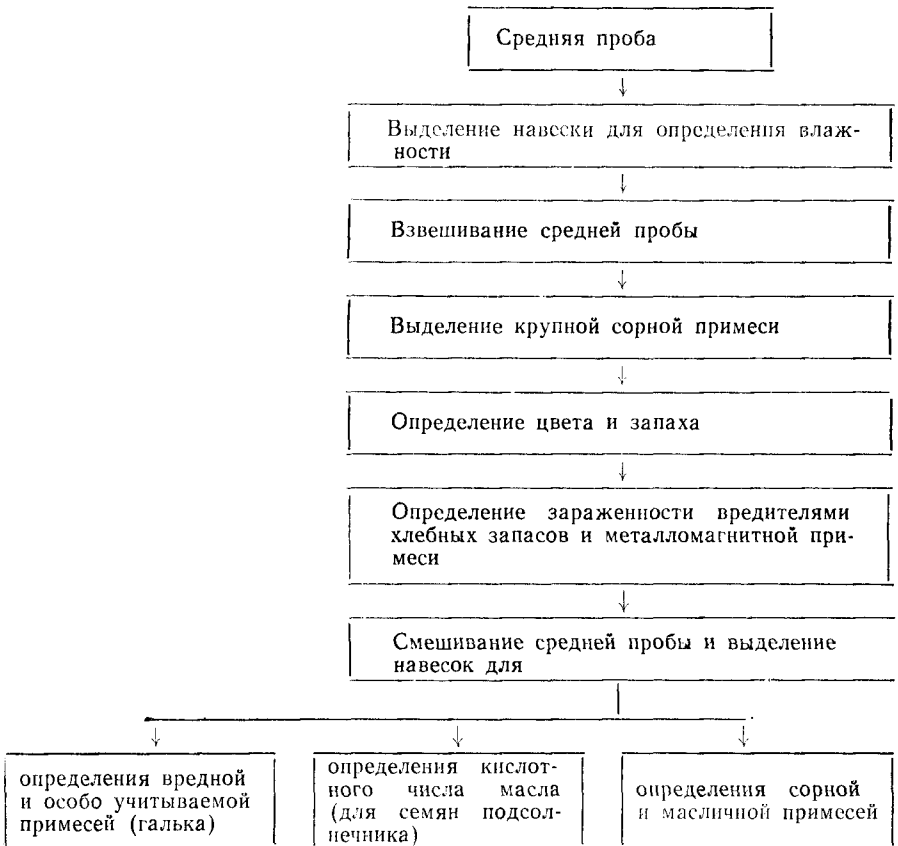 Средняя проба
Выделение навески для определения влаж-
ности
Взвешивание средней пробы
Выделение крупной сорной примеси
Определение цвета и запаха
Определение зараженности вредителями
хлебных запасов и металломагнитной при-
меси
Смешивание средней пробы и выделение
навесок для
определения вредной
и особо учитываемой
примесей (галька)
определения кислот-
ного числа масла
(для семян подсол-
нечника)
определения сорной
и масличной примесей